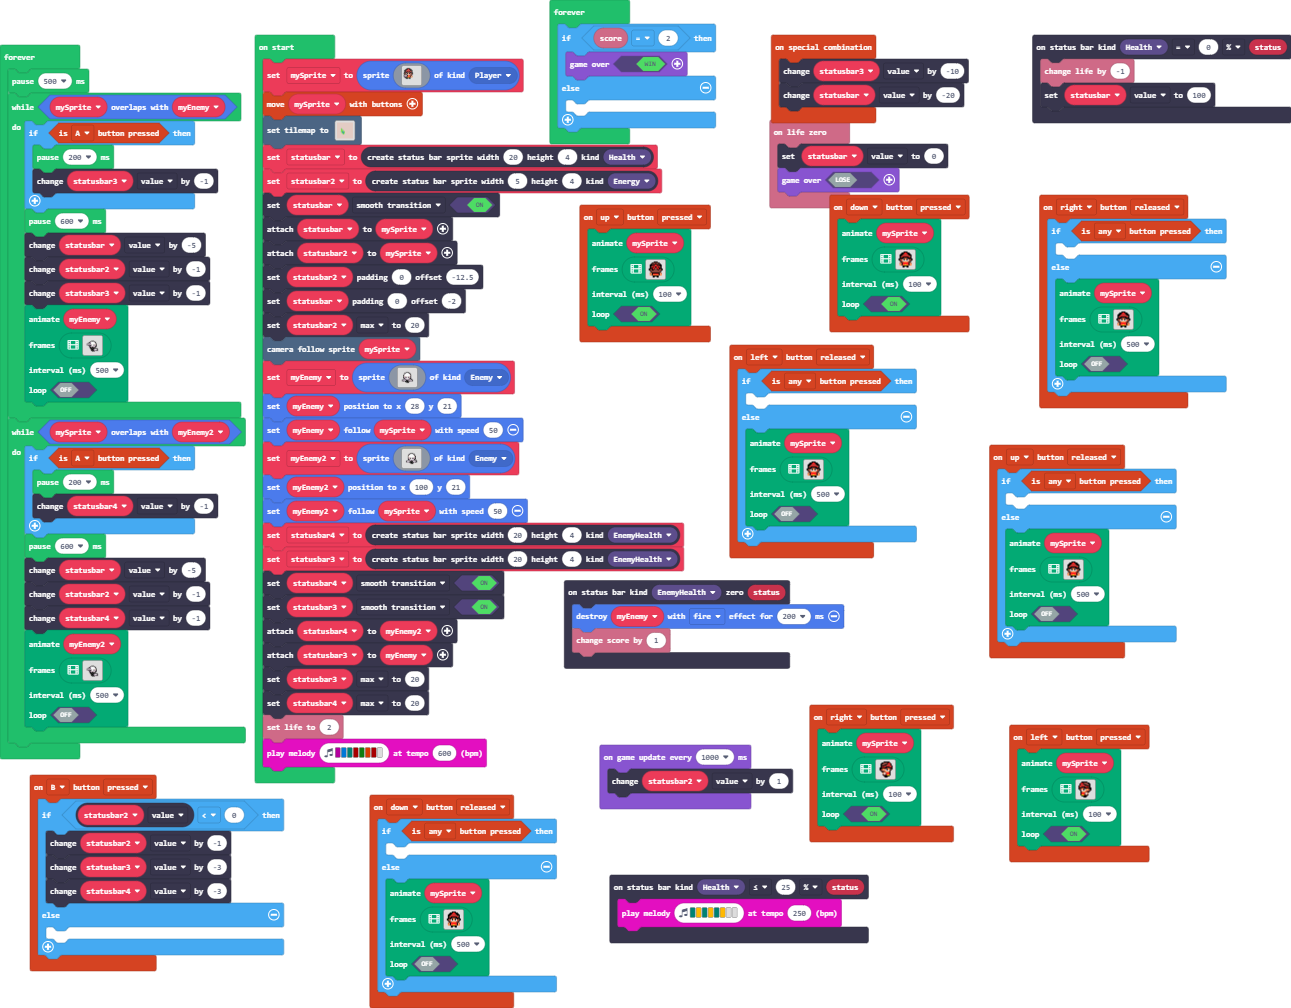 forever
pause 500 ms
while mySprite overlaps with myEnemy
do if is A button pressed then
pause 200 ms
change statusbar3 value by -1
pause 600 ms
change statusbar value by -5
change statusbar2 value by -1
change statusbar3 value by -1
animate myEnemy
frames
interval (ms) 500
loop OFF
while mySprite overlaps with myEnemy2
do if is A button pressed then
pause 200 ms
change statusbar4 value by -1
pause 600 ms
change statusbar value by -5
change statusbar2 value by -1
change statusbar4 value by -1
animate myEnemy2
frames
interval (ms) 500
loop OFF
on B button pressed
if statusbar2 value < 0 then
change statusbar2 value by -1
change statusbar3 value by -3
change statusbar4 value by -3
else
on start
set mySprite to sprite of kind Player
move mySprite with buttons
set tilemap to
set statusbar to create status bar sprite width 20 height 4 kind Health
set statusbar2 to create status bar sprite width 5 height 4 kind Energy
set statusbar smooth transition ON
attach statusbar to mySprite
attach statusbar2 to mySprite
set statusbar2 padding 0 offset -12.5
set statusbar padding 0 offset -2
set statusbar2 max to 20
camera follow sprite mySprite
set myEnemy to sprite of kind Enemy
set myEnemy position to x 28 y 21
set myEnemy follow mySprite with speed 50
set myEnemy2 to sprite of kind Enemy
set myEnemy2 position to x 100 y 21
set myEnemy2 follow mySprite with speed 50
set statusbar4 to create status bar sprite width 20 height 4 kind EnemyHealth
set statusbar3 to create status bar sprite width 20 height 4 kind EnemyHealth
set statusbar4 smooth transition ON
set statusbar3 smooth transition ON
attach statusbar4 to myEnemy2
attach statusbar3 to myEnemy
set statusbar3 max to 20
set statusbar4 max to 20
set life to 2
play melody at tempo 600 (bpm)
on down button released
if is any button pressed then
else
animate mySprite
frames
interval (ms) 500
loop OFF
forever
if score = 2 then
game over WIN
else
on up button pressed
animate mySprite
frames
interval (ms) 100
loop ON
on special combination
change statusbar3 value by -10
change statusbar value by -20
on life zero
set statusbar value to 0
game over LOSE
on down button pressed
animate mySprite
frames
interval (ms) 100
loop ON
on left button released
if is any button pressed then
else
animate mySprite
frames
interval (ms) 500
loop OFF
on status bar kind EnemyHealth zero status
destroy myEnemy with fire effect for 200 ms
change score by 1
on game update every 1000 ms
change statusbar2 value by 1
on status bar kind Health ≤ 25 % status
play melody at tempo 250 (bpm)
on right button pressed
animate mySprite
frames
interval (ms) 100
loop ON
on status bar kind Health = 0 % status
change life by -1
set statusbar value to 100
on right button released
if is any button pressed then
else
animate mySprite
frames
interval (ms) 500
loop OFF
on up button released
if is any button pressed then
else
animate mySprite
frames
interval (ms) 500
loop OFF
on left button pressed
animate mySprite
frames
interval (ms) 100
loop ON